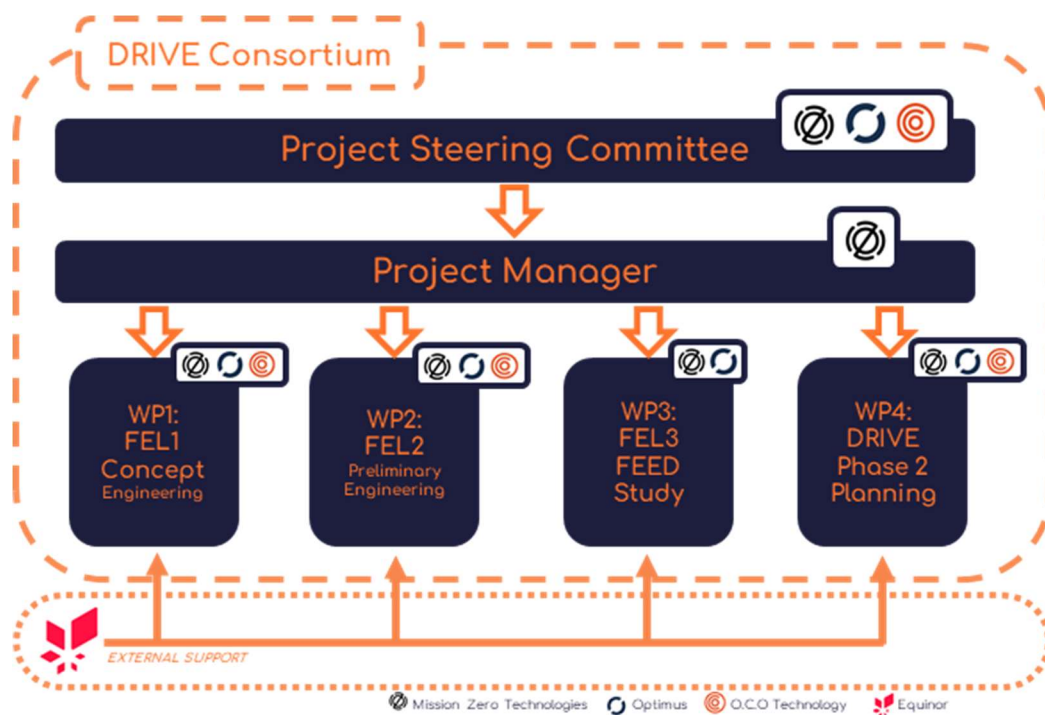 DRIVE Consortium
Project Steering Committee
Project Manager
WP1:
FEL1
Concept
Engineering
WP2:
FEL2
Preliminary
Engineering
WP3:
FEL3
FEED
Study
WP4:
DRIVE
Phase 2
Planning
EXTERNAL SUPPORT
Mission Zero Technologies Optimus O.C.O Technology Equinor